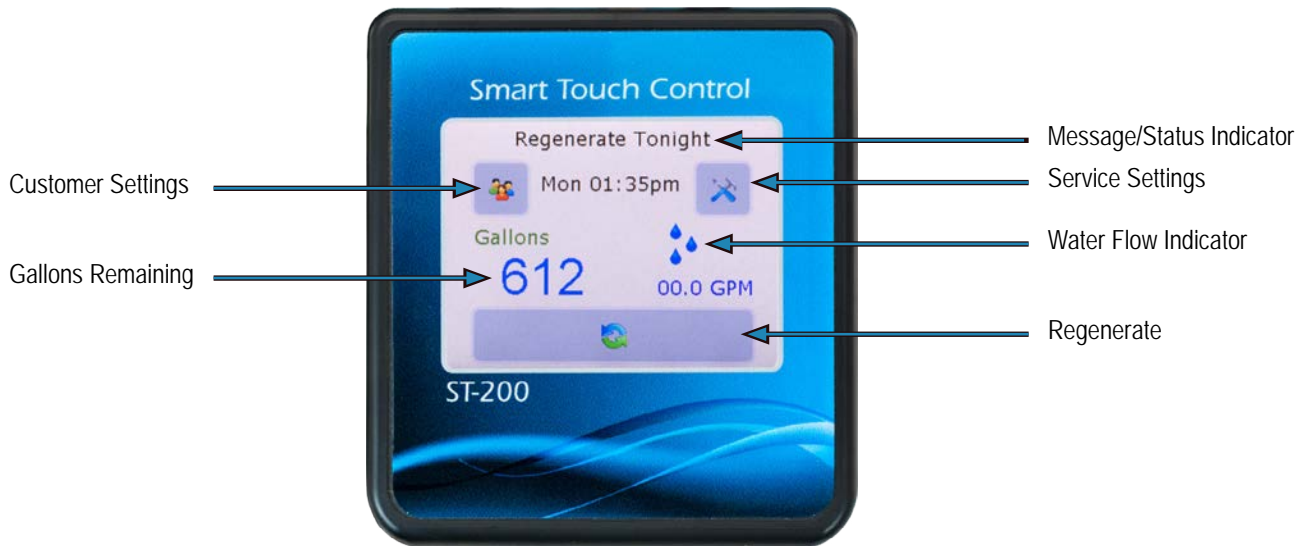 Smart Touch Control
Regenerate Tonight
Message/Status Indicator
Customer Settings
Mon 01:35pm
Service Settings
Gallons
Water Flow Indicator
Gallons Remaining
612
00.0 GPM
Regenerate
ST-200